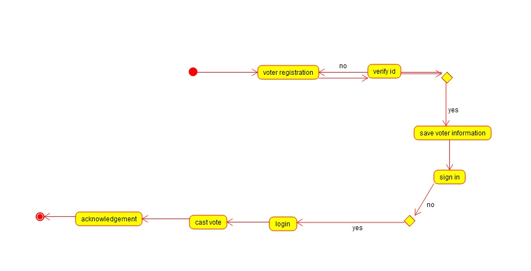 no
voter registration
verify id
yes
save voter information
sign in
no
acknowledgement
cast vote
login
yes